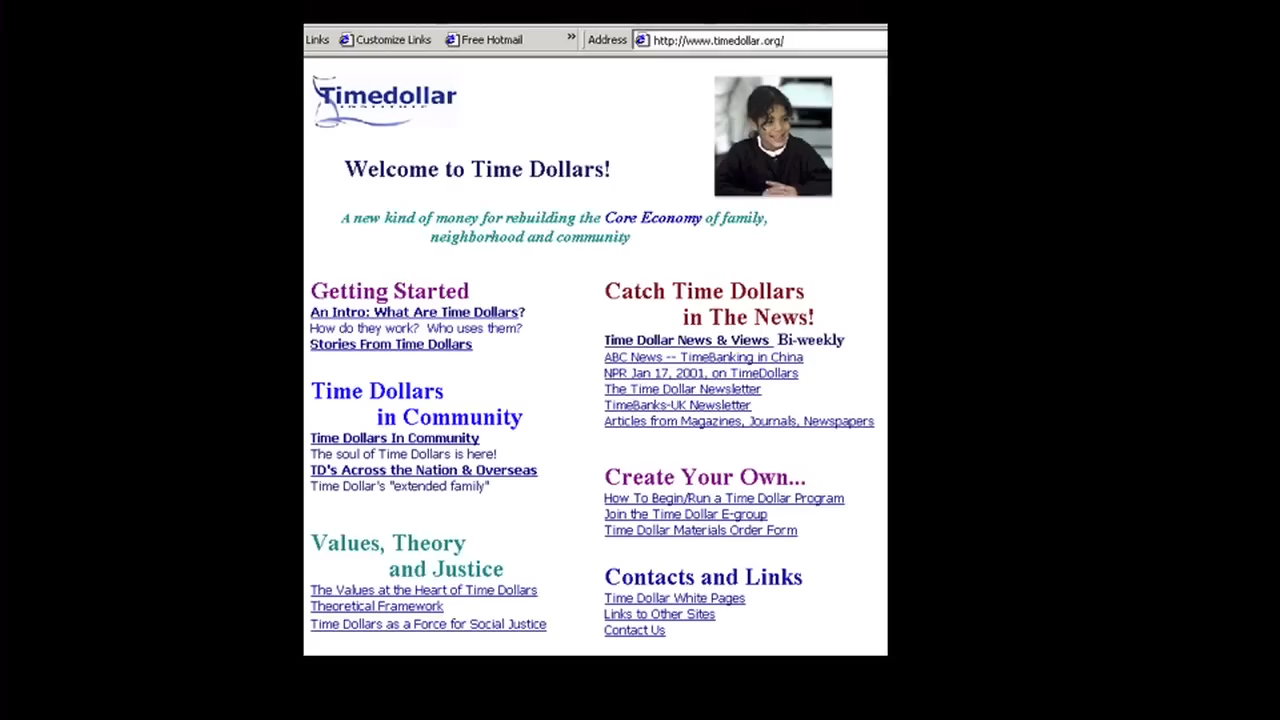 Links Customize Links Free Hotmail » Address http://www.timedollar.org/
Timedollar
Welcome to Time Dollars!
A new kind of money for rebuilding the Core Economy of family,
neighborhood and community
Getting Started
An Intro: What Are Time Dollars?
How do they work? Who uses them?
Stories From Time Dollars
Time Dollars
in Community
Time Dollars In Community
The soul of Time Dollars is here!
TD's Across the Nation & Overseas
Time Dollar's "extended family"
Values, Theory
and Justice
The Values at the Heart of Time Dollars
Theoretical Framework
Time Dollars as a Force for Social Justice
Catch Time Dollars
in The News!
Time Dollar News & Views Bi-weekly
ABC News -- TimeBanking in China
NPR Jan 17, 2001, on TimeDollars
The Time Dollar Newsletter
TimeBanks-UK Newsletter
Articles from Magazines, Journals, Newspapers
Create Your Own...
How To Begin/Run a Time Dollar Program
Join the Time Dollar E-group
Time Dollar Materials Order Form
Contacts and Links
Time Dollar White Pages
Links to Other Sites
Contact Us